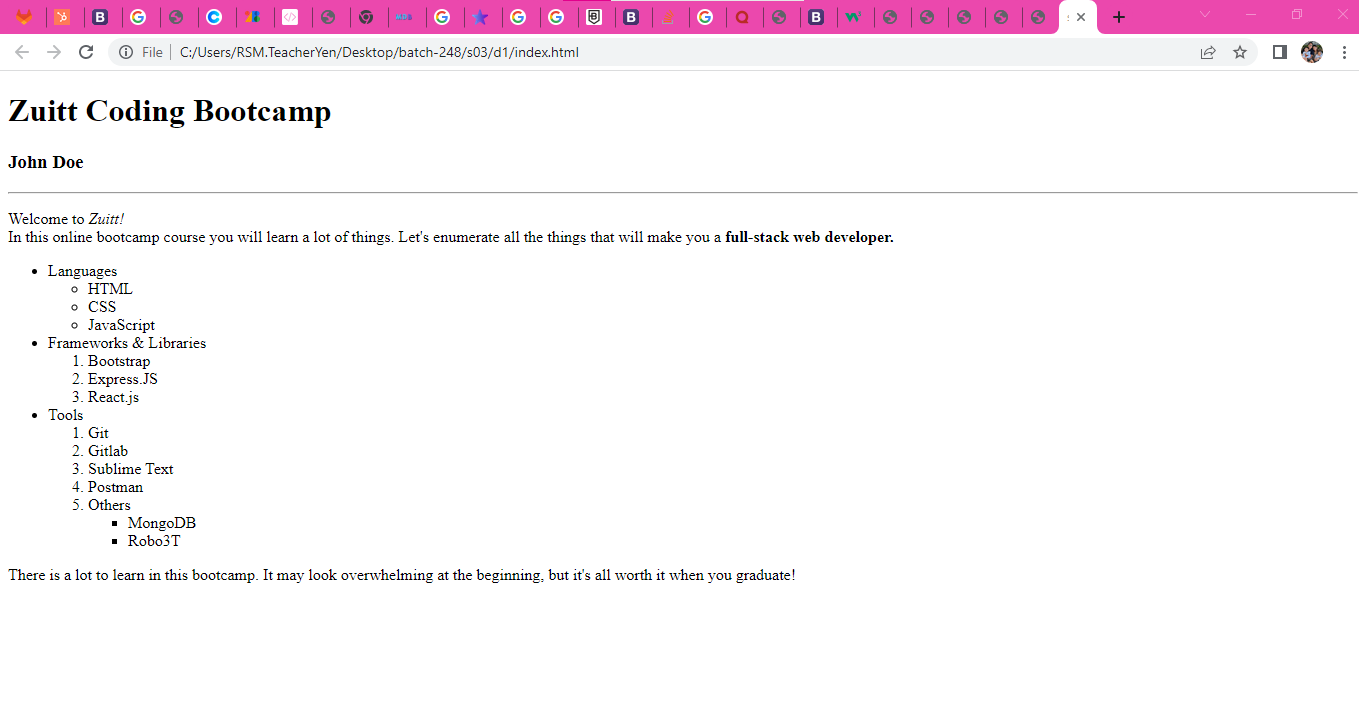 File C:/Users/RSM.TeacherYen/Desktop/batch-248/s03/d1/index.html
Zuitt Coding Bootcamp
John Doe
Welcome to Zuitt!
In this online bootcamp course you will learn a lot of things. Let's enumerate all the things that will make you a full-stack web developer.
Languages
HTML
CSS
JavaScript
Frameworks & Libraries
1. Bootstrap
2. Express.JS
3. React.js
Tools
1. Git
2. Gitlab
3. Sublime Text
4. Postman
5. Others
MongoDB
Robo3T
There is a lot to learn in this bootcamp. It may look overwhelming at the beginning, but it's all worth it when you graduate!